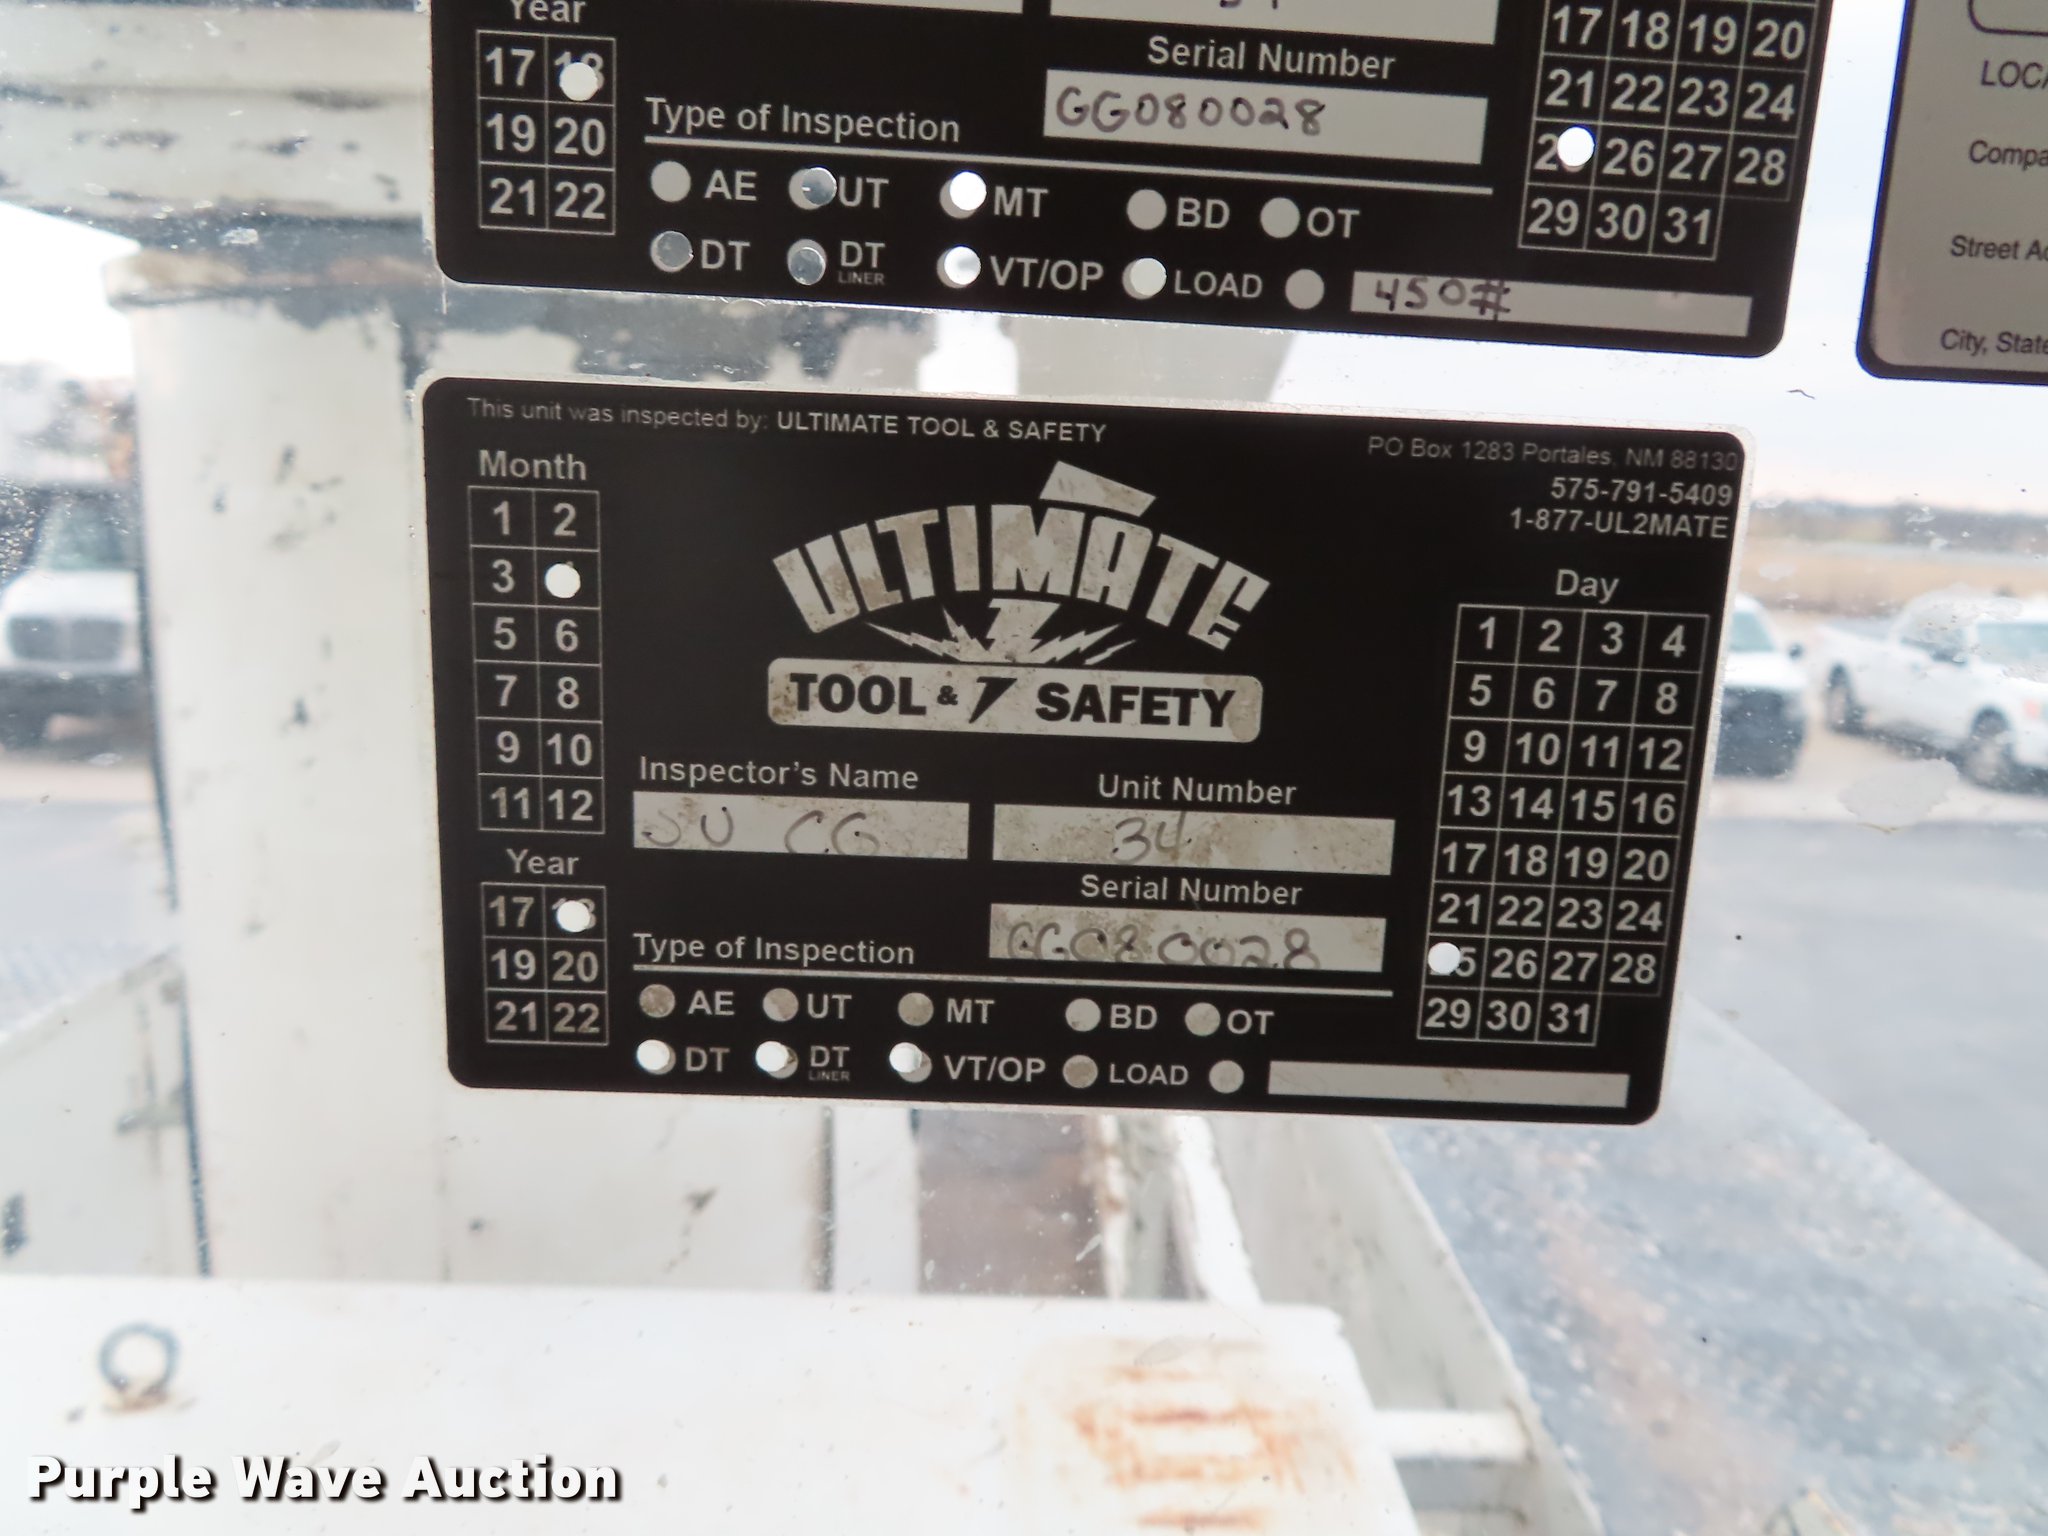 Year
17 18
19 20
21 22
Serial Number
GG080028
Type of Inspection
AE UT MT BD OT
DT DT LINER VT/OP LOAD 450#
17 18 19 20
21 22 23 24
26 27 28
29 30 31
LOCA
Compa
Street Ad
City, State
This unit was inspected by: ULTIMATE TOOL & SAFETY
PO Box 1283 Portales, NM 88130
575-791-5409
1-877-UL2MATE
Month
1 2
3
5 6
7 8
9 10
11 12
ULTIMATE
TOOL & SAFETY
Day
1 2 3 4
5 6 7 8
9 10 11 12
13 14 15 16
17 18 19 20
21 22 23 24
25 26 27 28
29 30 31
Inspector's Name
JU CG
Unit Number
34
Year
17 18
19 20
21 22
Serial Number
GG080028
Type of Inspection
AE UT MT BD OT
DT DT LINER VT/OP LOAD
Purple Wave Auction